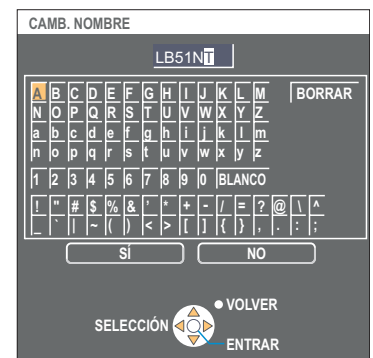 CAMB. NOMBRE
LB51NT
A B C D E F G H I J K L M BORRAR
N O P Q R S T U V W X Y Z
a b c d e f g h i j k l m
n o p q r s t u v w x y z
1 2 3 4 5 6 7 8 9 0 BLANCO
! " # $ % & ' * + - / = ? @ \ ^
_ ` | ~ ( ) < > [ ] { } , . : ;
SÍ NO
VOLVER
SELECCIÓN
ENTRAR